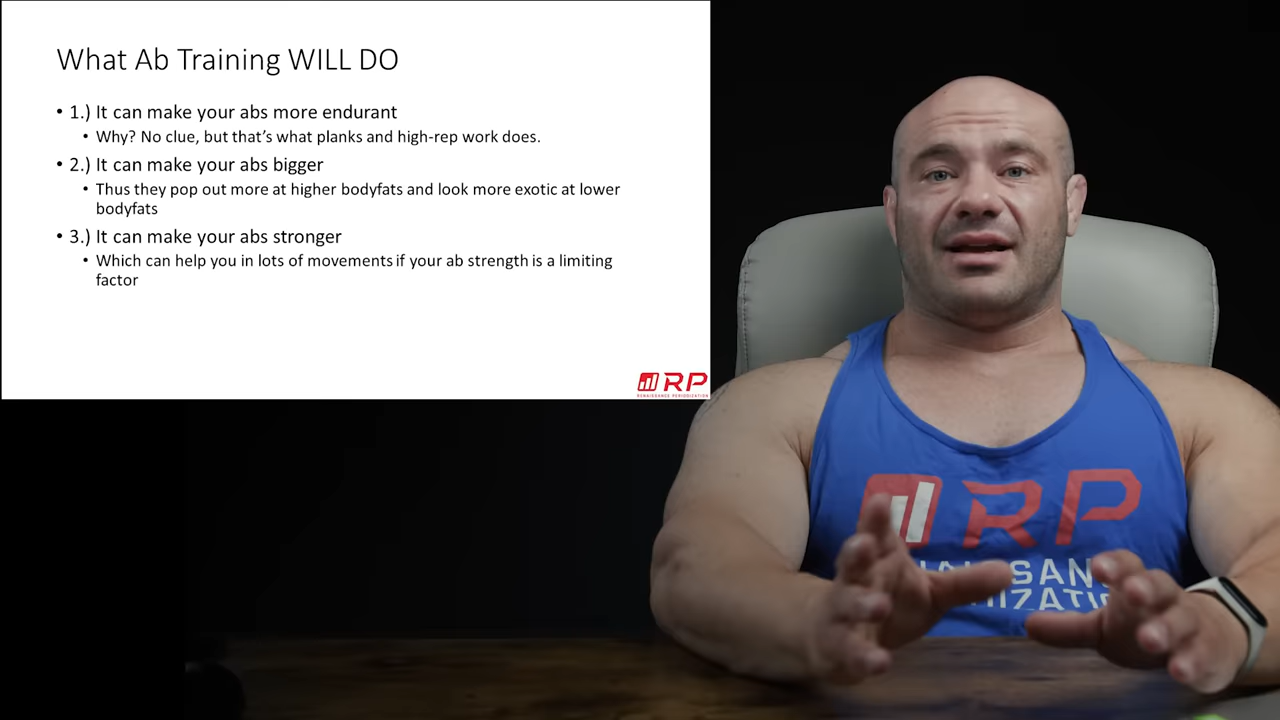 What Ab Training WILL DO
• 1.) It can make your abs more endurant
• Why? No clue, but that's what planks and high-rep work does.
• 2.) It can make your abs bigger
• Thus they pop out more at higher bodyfats and look more exotic at lower
bodyfats
• 3.) It can make your abs stronger
• Which can help you in lots of movements if your ab strength is a limiting
factor
RP
RENAISSANCE PERIODIZATION
RP